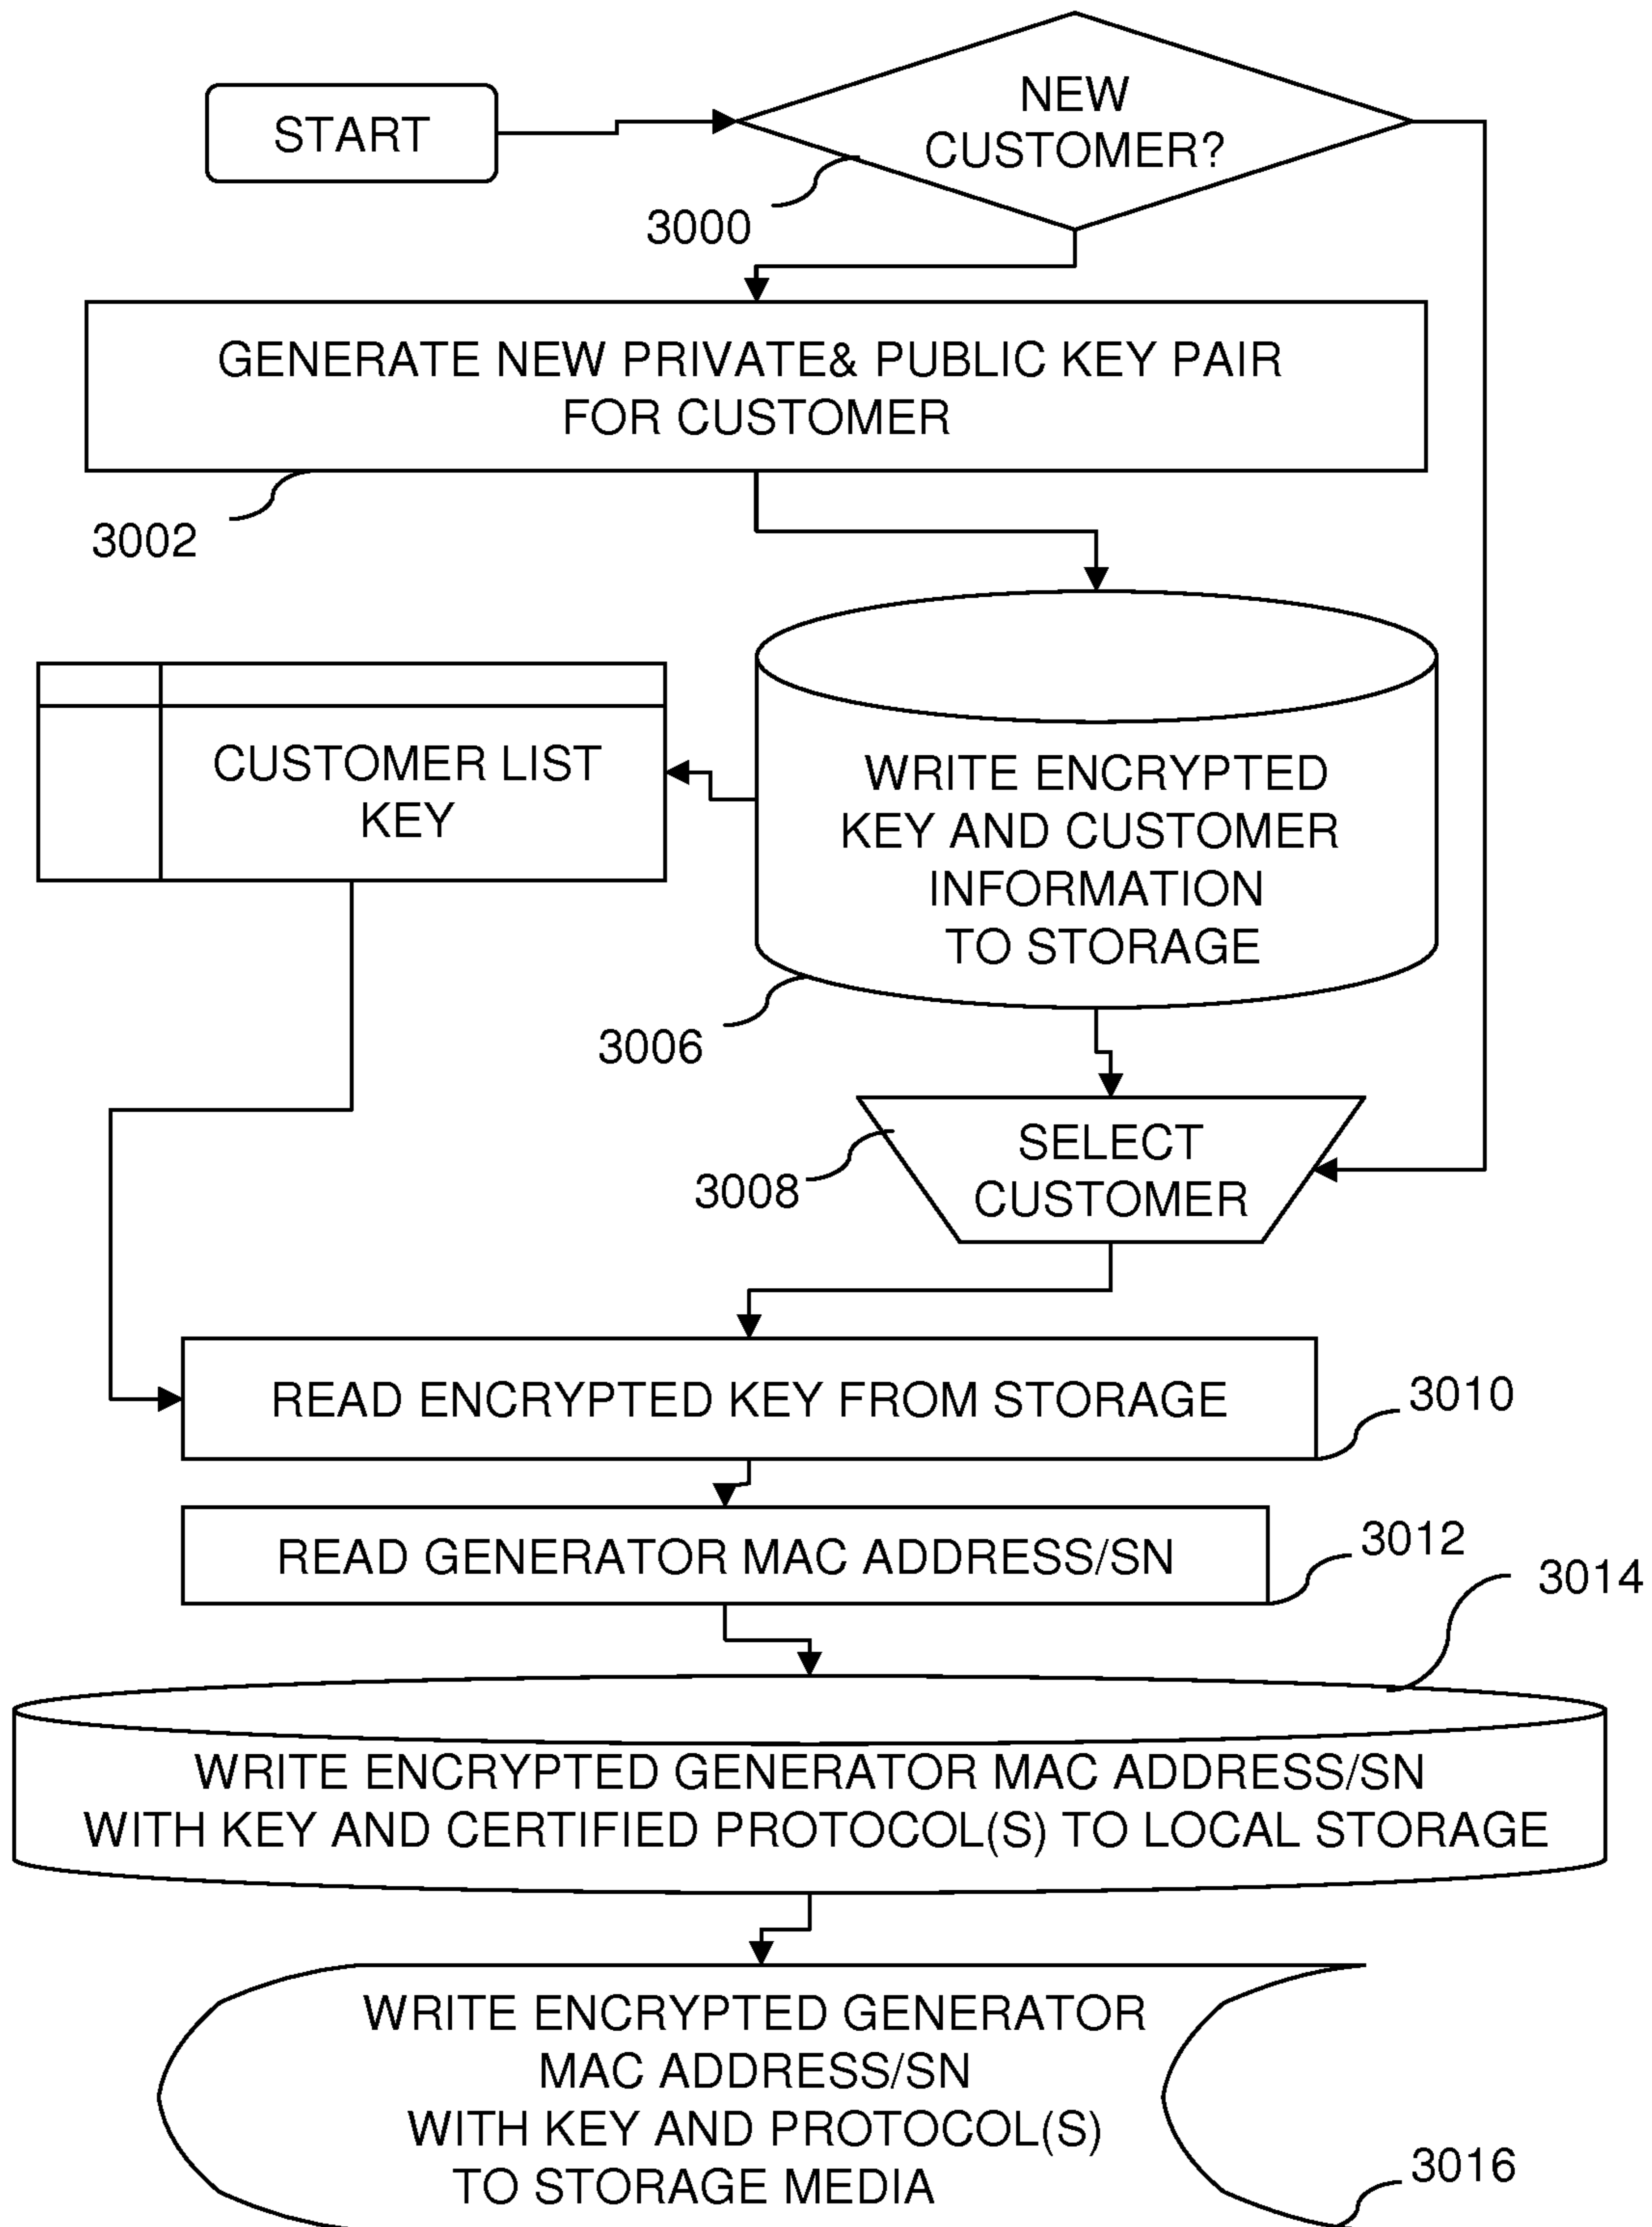 START
NEW
CUSTOMER?
3000
GENERATE NEW PRIVATE& PUBLIC KEY PAIR
FOR CUSTOMER
3002
CUSTOMER LIST
KEY
WRITE ENCRYPTED
KEY AND CUSTOMER
INFORMATION
TO STORAGE
3006
SELECT
CUSTOMER
3008
READ ENCRYPTED KEY FROM STORAGE
3010
READ GENERATOR MAC ADDRESS/SN
3012
3014
WRITE ENCRYPTED GENERATOR MAC ADDRESS/SN
WITH KEY AND CERTIFIED PROTOCOL(S) TO LOCAL STORAGE
WRITE ENCRYPTED GENERATOR
MAC ADDRESS/SN
WITH KEY AND PROTOCOL(S)
TO STORAGE MEDIA
3016